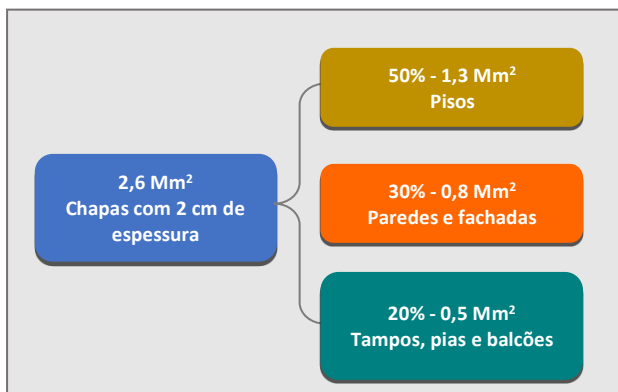 50% - 1,3 Mm²
Pisos
2,6 Mm²
Chapas com 2 cm de
espessura
30% - 0,8 Mm²
Paredes e fachadas
20% - 0,5 Mm²
Tampos, pias e balcões